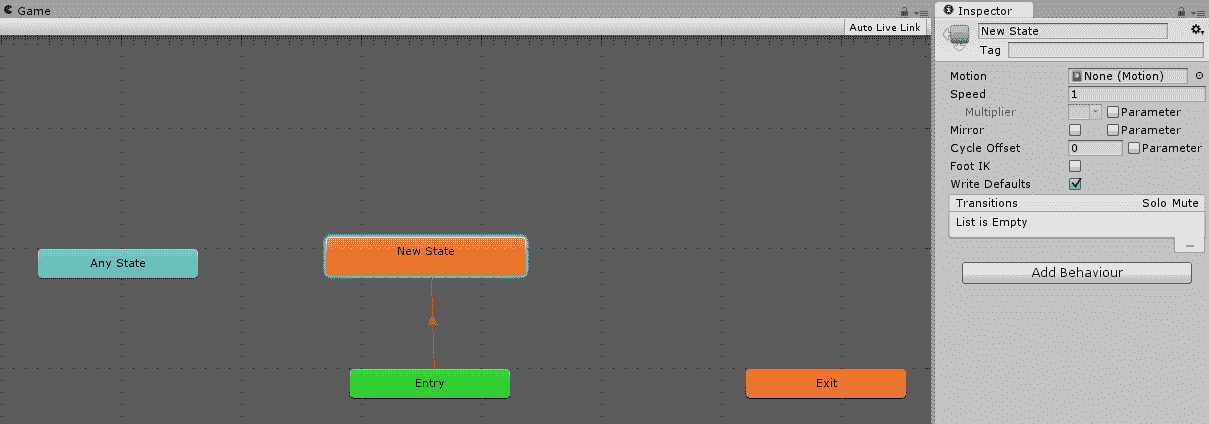 Game
Auto Live Link
Any State
New State
Entry
Exit
Inspector
New State
Tag
Motion None (Motion)
Speed 1
Multiplier Parameter
Mirror Parameter
Cycle Offset 0 Parameter
Foot IK
Write Defaults
Transitions Solo Mute
List is Empty
Add Behaviour